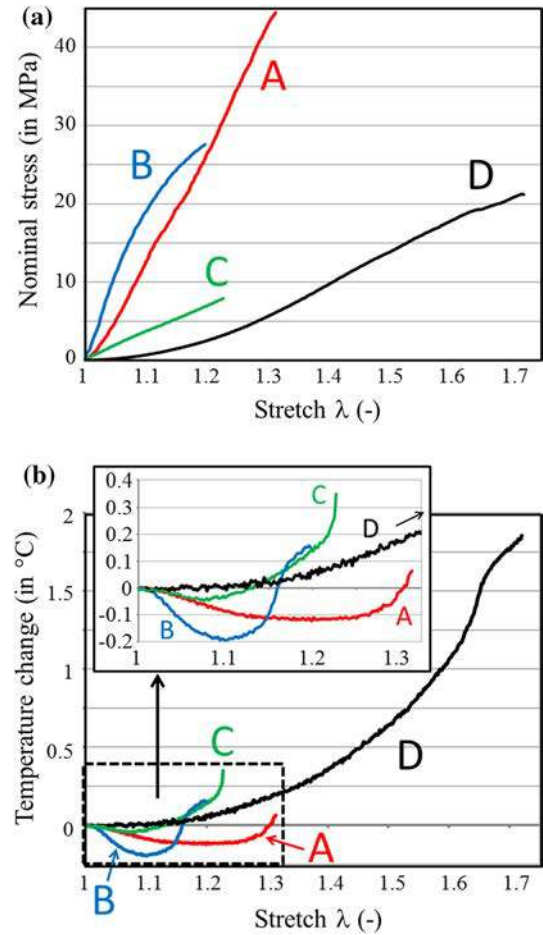 (a)
Nominal stress (in MPa)
40
30
20
10
0
A
B
C
D
1 1.1 1.2 1.3 1.4 1.5 1.6 1.7
Stretch λ (-)
(b)
Temperature change (in °C)
2
1.5
1
0.5
0
0.4
0.3
0.2
0.1
0
-0.1
-0.2
C
D
B
A
1 1.1 1.2 1.3
C
D
A
B
1 1.1 1.2 1.3 1.4 1.5 1.6 1.7
Stretch λ (-)